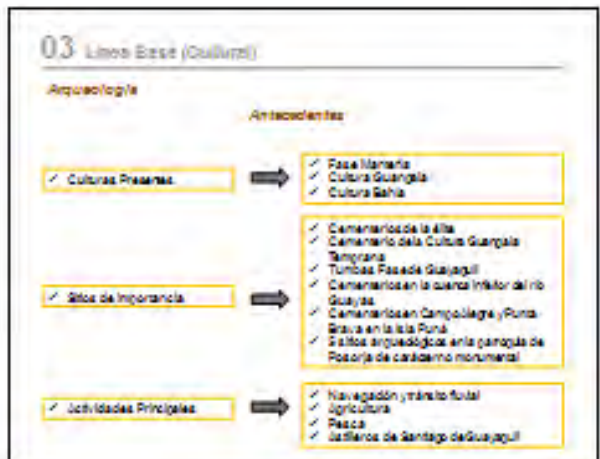 03 Línea Base (Cultural)
Arqueología
Antecedentes
✓ Culturas Presentes
✓ Fase Manteña
✓ Cultura Guangala
✓ Cultura Bahía
✓ Sitios de Importancia
✓ Cementerios de la élite
✓ Cementerio de la Cultura Guangala
Temprana
✓ Tumbas Fase de Guayaquil
✓ Cementerios en la cuenca inferior del río
Guayas
✓ Cementerios en Campo Alegre y Punta
Brava en la Isla Puná
✓ sitios arqueológicos en la parroquia de
Posorja de carácter monumental
✓ Actividades Principales
✓ Navegación y tránsito fluvial
✓ Agricultura
✓ Pesca
✓ Astilleros de Santiago de Guayaquil